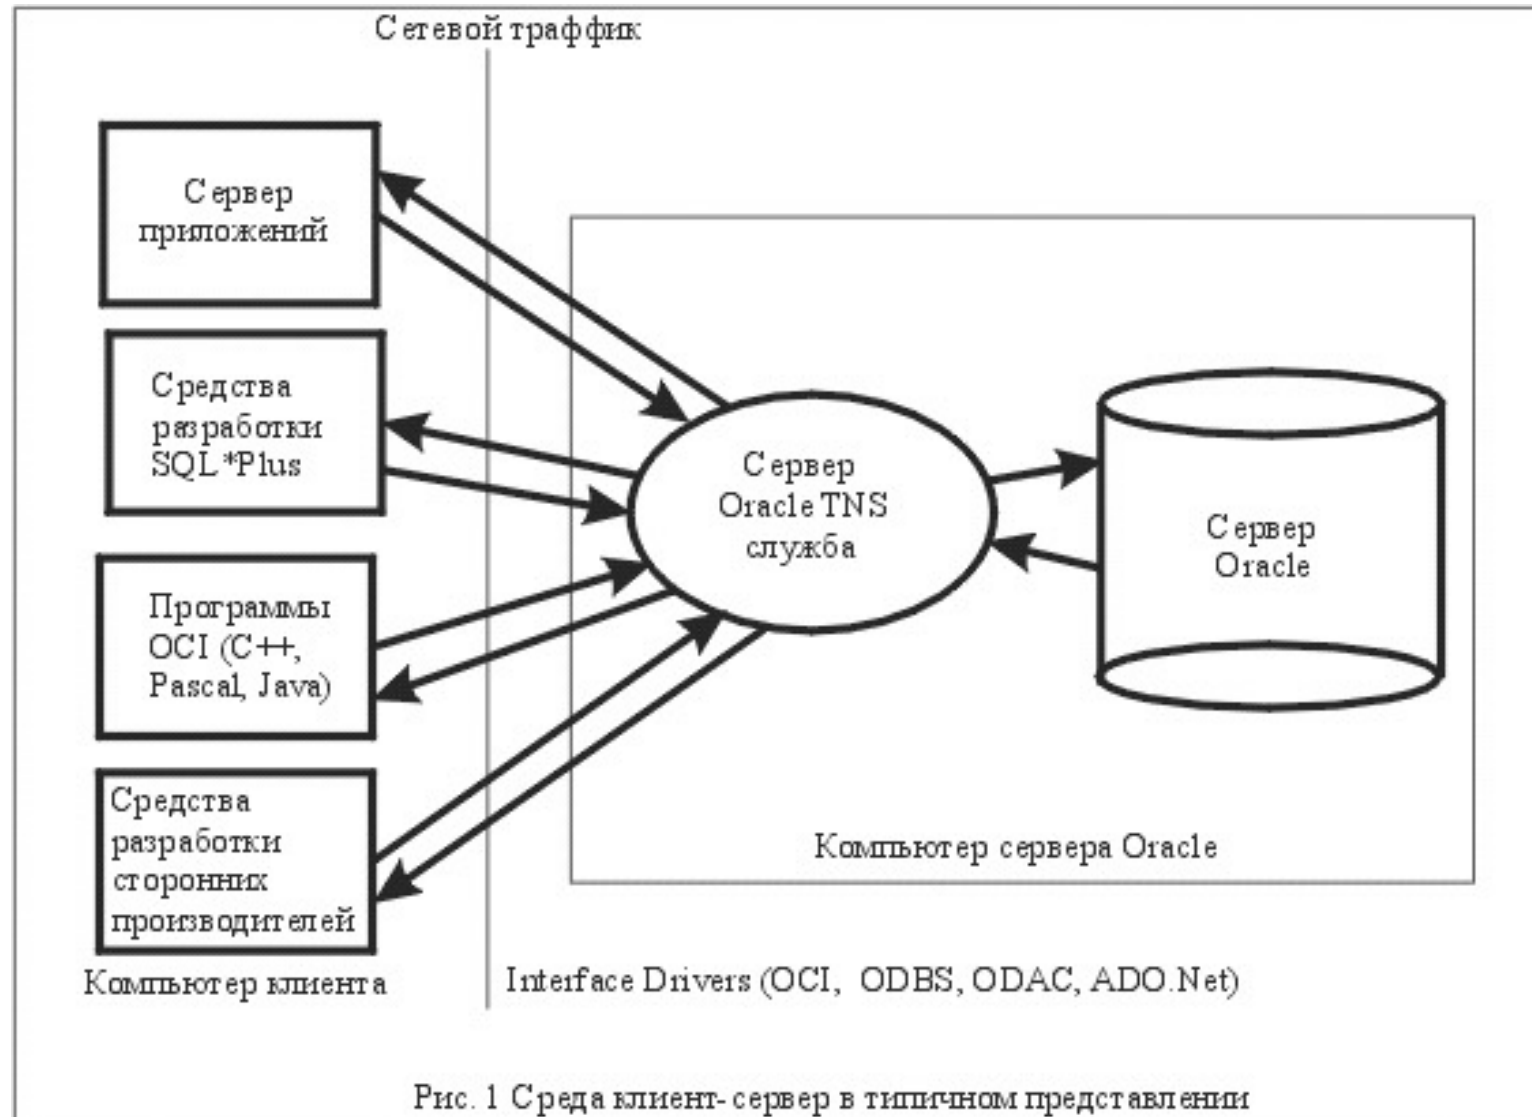 Сетевой траффик
Сервер
приложений
Средства
разработки
SQL*Plus
Программы
OCI (C++,
Pascal, Java)
Средства
разработки
сторонних
производителей
Компьютер клиента
Сервер
Oracle TNS
служба
Сервер
Oracle
Компьютер сервера Oracle
Interface Drivers (OCI, ODBS, ODAC, ADO.Net)
Рис. 1 Среда клиент- сервер в типичном представлении